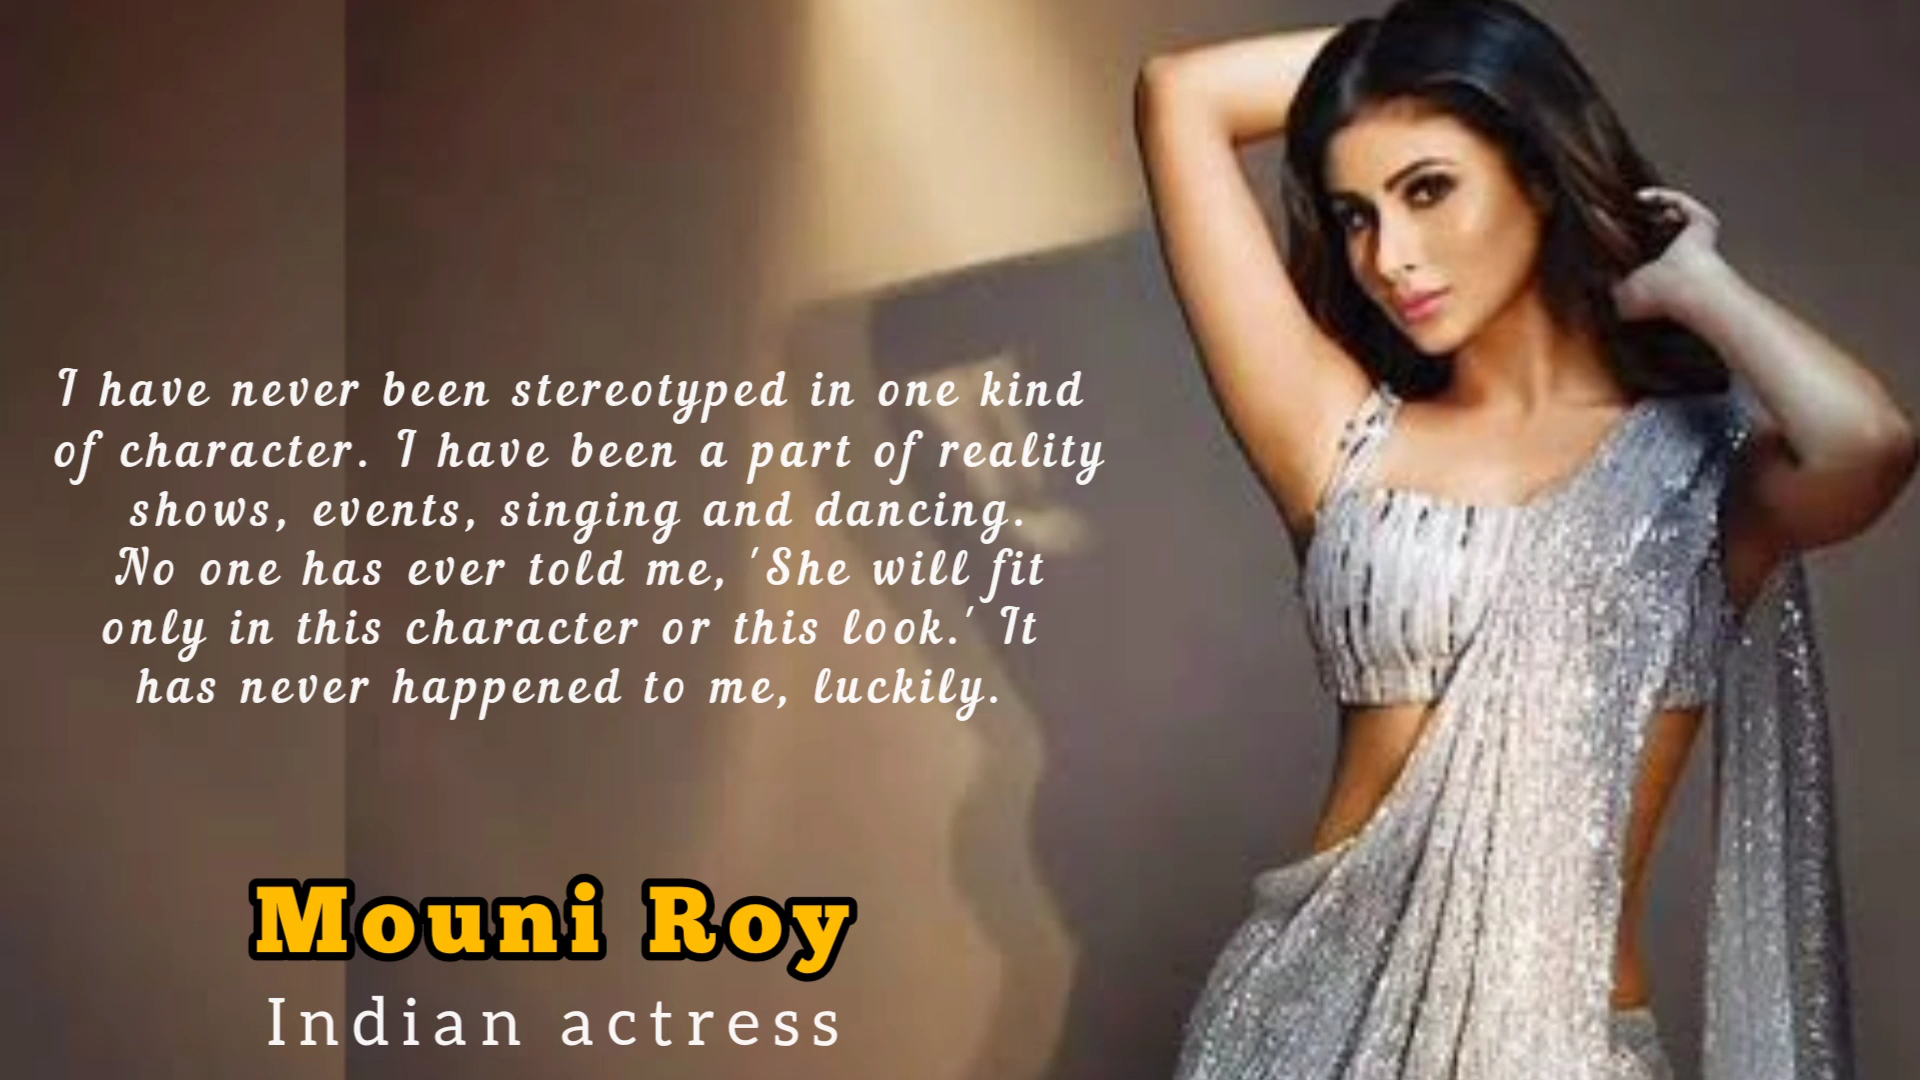 I have never been stereotyped in one kind
of character. I have been a part of reality
shows, events, singing and dancing.
No one has ever told me, 'She will fit
only in this character or this look.' It
has never happened to me, luckily.
Mouni Roy
Indian actress